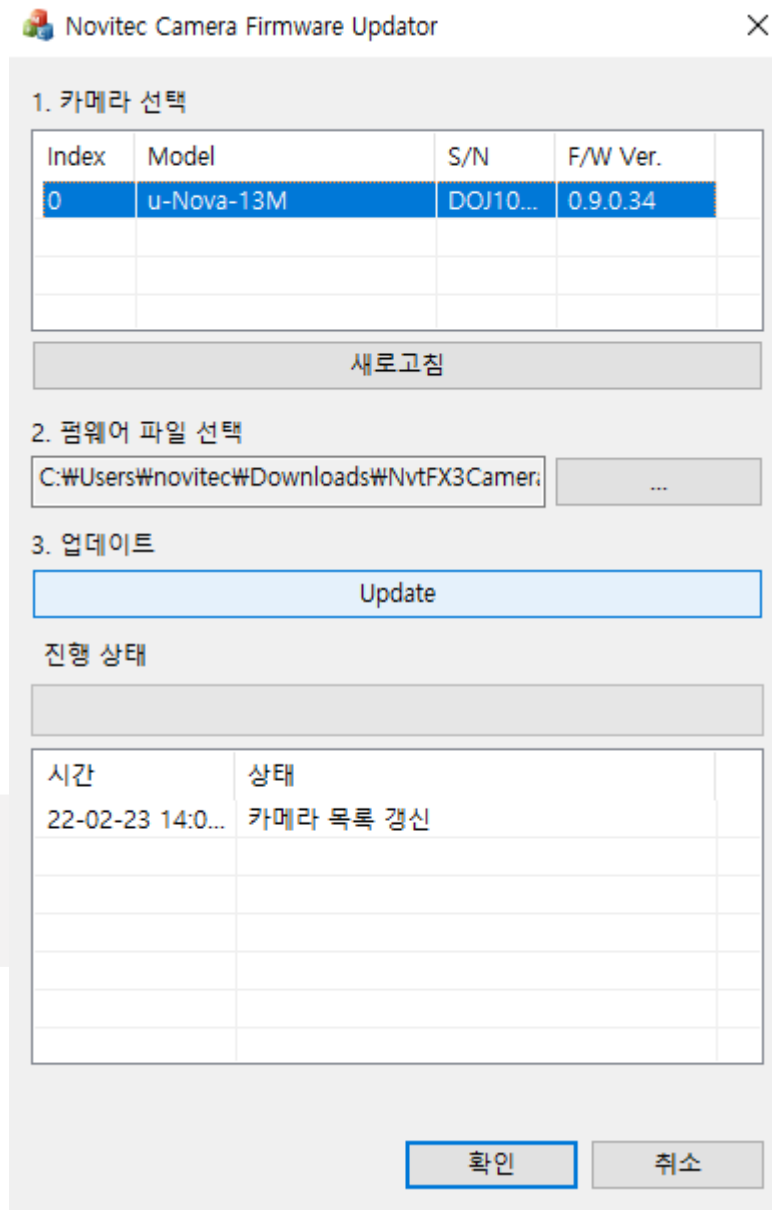 Novitec Camera Firmware Updator
1. 카메라 선택
Index Model S/N F/W Ver.
0 u-Nova-13M DOJ10... 0.9.0.34
새로고침
2. 펌웨어 파일 선택
C:₩Users₩novitec₩Downloads₩NvtFX3Camera ...
3. 업데이트
Update
진행 상태
시간 상태
22-02-23 14:0... 카메라 목록 갱신
확인 취소